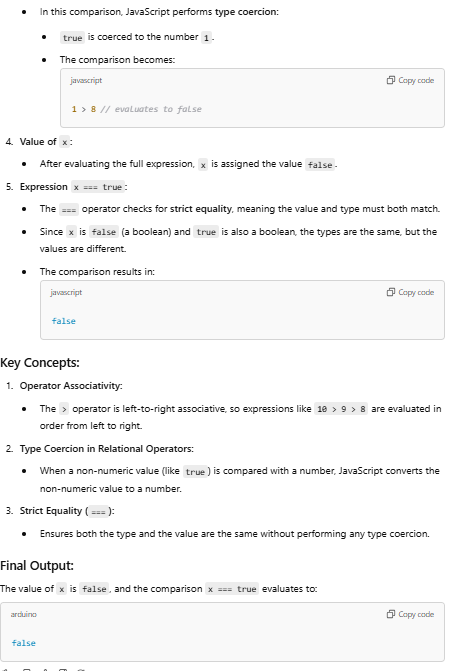 In this comparison, JavaScript performs type coercion:
true is coerced to the number 1.
The comparison becomes:
javascript Copy code
1 > 8 // evaluates to false
4. Value of x:
After evaluating the full expression, x is assigned the value false.
5. Expression x === true:
The === operator checks for strict equality, meaning the value and type must both match.
Since x is false (a boolean) and true is also a boolean, the types are the same, but the
values are different.
The comparison results in:
javascript Copy code
false
Key Concepts:
1. Operator Associativity:
The > operator is left-to-right associative, so expressions like 10 > 9 > 8 are evaluated in
order from left to right.
2. Type Coercion in Relational Operators:
When a non-numeric value (like true) is compared with a number, JavaScript converts the
non-numeric value to a number.
3. Strict Equality (===):
Ensures both the type and the value are the same without performing any type coercion.
Final Output:
The value of x is false, and the comparison x === true evaluates to:
arduino Copy code
false